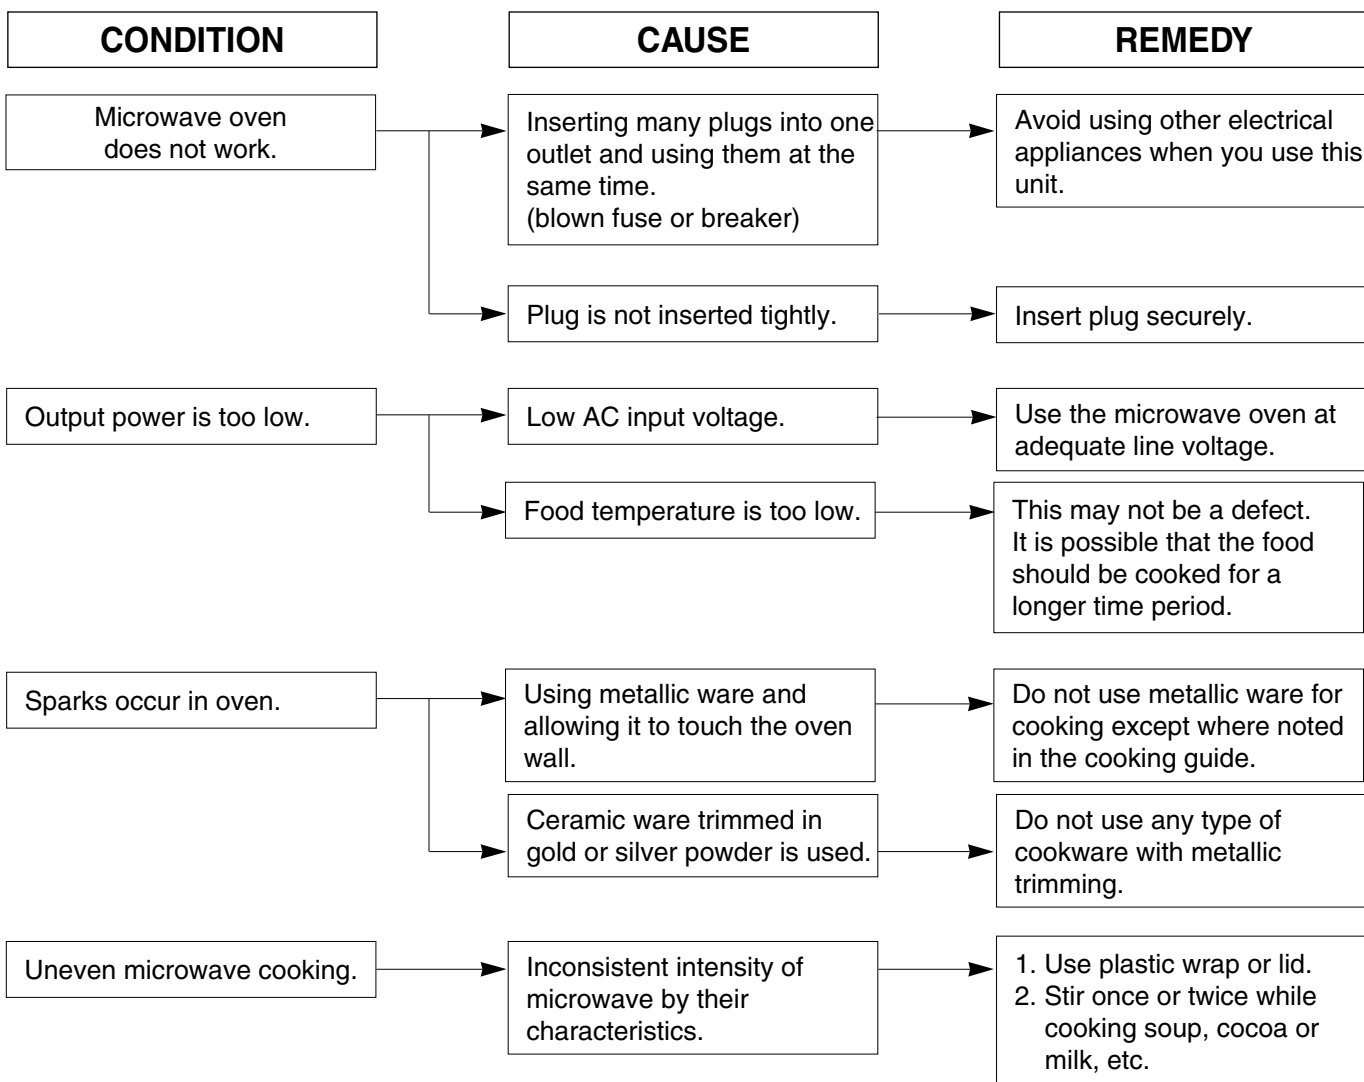 CONDITION
CAUSE
REMEDY
Microwave oven
does not work.
Inserting many plugs into one
outlet and using them at the
same time.
(blown fuse or breaker)
Avoid using other electrical
appliances when you use this
unit.
Plug is not inserted tightly.
Insert plug securely.
Output power is too low.
Low AC input voltage.
Use the microwave oven at
adequate line voltage.
Food temperature is too low.
This may not be a defect.
It is possible that the food
should be cooked for a
longer time period.
Sparks occur in oven.
Using metallic ware and
allowing it to touch the oven
wall.
Do not use metallic ware for
cooking except where noted
in the cooking guide.
Ceramic ware trimmed in
gold or silver powder is used.
Do not use any type of
cookware with metallic
trimming.
Uneven microwave cooking.
Inconsistent intensity of
microwave by their
characteristics.
1. Use plastic wrap or lid.
2. Stir once or twice while
cooking soup, cocoa or
milk, etc.